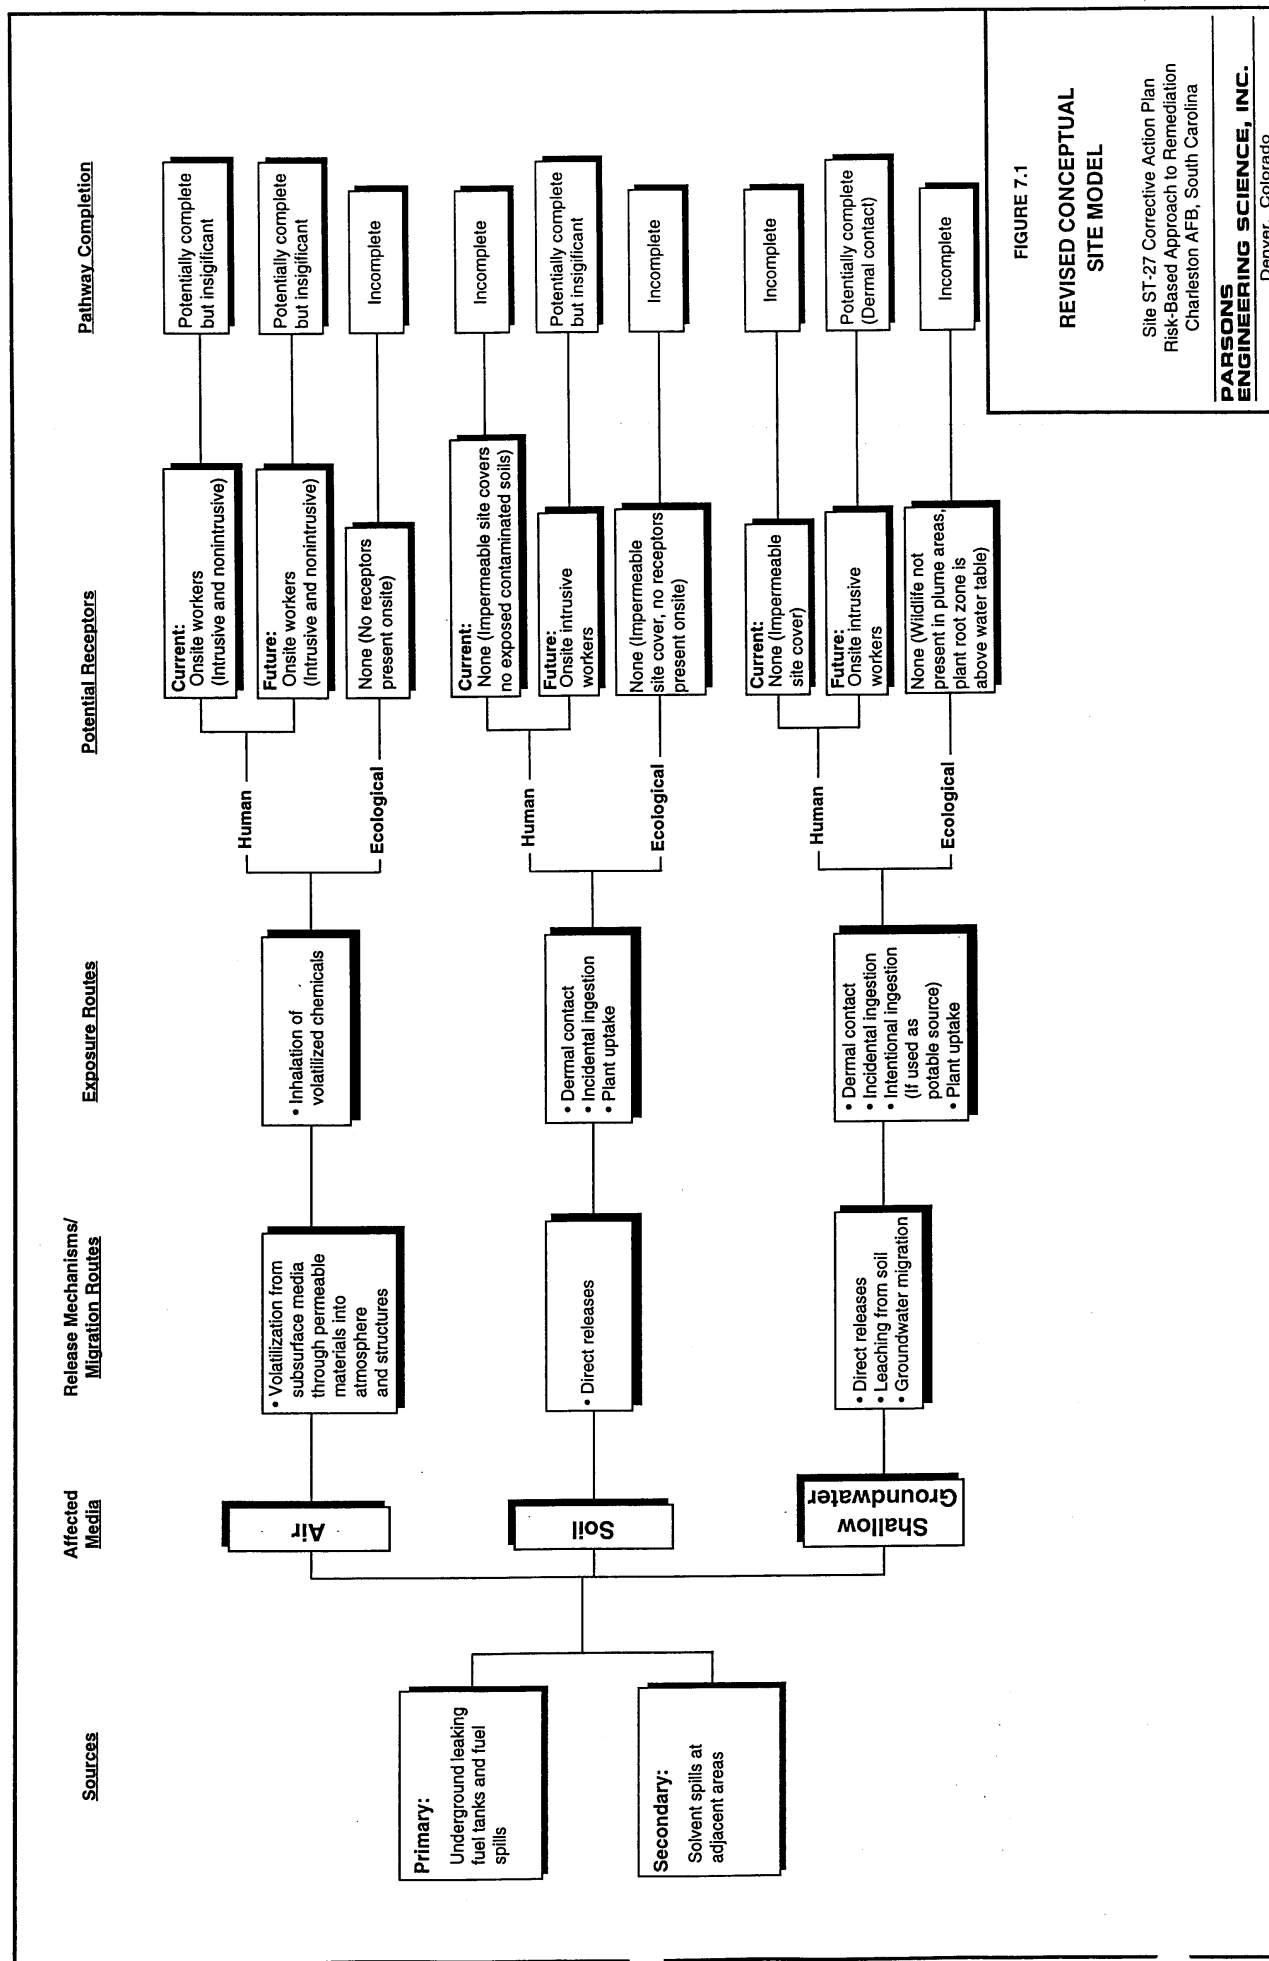 Sources
Affected
Media
Release Mechanisms/
Migration Routes
Exposure Routes
Potential Receptors
Pathway Completion
Primary:
Underground leaking
fuel tanks and fuel
spills
Secondary:
Solvent spills at
adjacent areas
Air
• Volatilization from
subsurface media
through permeable
materials into
atmosphere
and structures
• Inhalation of
volatilized chemicals
Human
Current:
Onsite workers
(Intrusive and nonintrusive)
Potentially complete
but insigificant
Future:
Onsite workers
(Intrusive and nonintrusive)
Potentially complete
but insigificant
Ecological
None (No receptors
present onsite)
Incomplete
Soil
• Direct releases
• Dermal contact
• Incidental ingestion
• Plant uptake
Human
Current:
None (Impermeable site covers
no exposed contaminated soils)
Incomplete
Future:
Onsite intrusive
workers
Potentially complete
but insigificant
Ecological
None (Impermeable
site cover, no receptors
present onsite)
Incomplete
Shallow
Groundwater
• Direct releases
• Leaching from soil
• Groundwater migration
• Dermal contact
• Incidental ingestion
• Intentional ingestion
(If used as
potable source)
• Plant uptake
Human
Current:
None (Impermeable
site cover)
Incomplete
Future:
Onsite intrusive
workers
Potentially complete
(Dermal contact)
Ecological
None (Wildlife not
present in plume areas,
plant root zone is
above water table)
Incomplete
FIGURE 7.1
REVISED CONCEPTUAL
SITE MODEL
Site ST-27 Corrective Action Plan
Risk-Based Approach to Remediation
Charleston AFB, South Carolina
PARSONS
ENGINEERING SCIENCE, INC.
Denver, Colorado